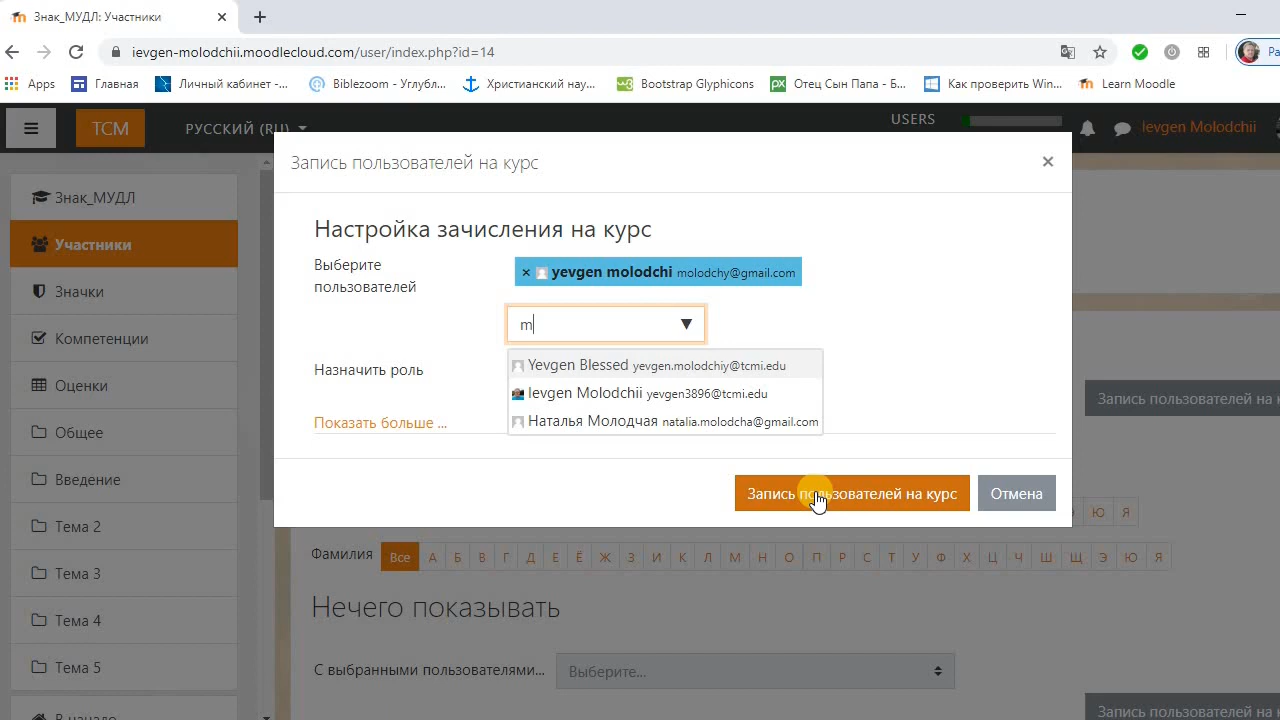 Знак_МУДЛ: Участники
ievgen-molodchii.moodlecloud.com/user/index.php?id=14
Apps
Главная
Личный кабинет -...
Biblezoom - Углубл...
Христианский нау...
Bootstrap Glyphicons
Отец Сын Папа - Б...
Как проверить Win...
Learn Moodle
TCM
РУССКИЙ (RU)
USERS
Ievgen Molodchii
Знак_МУДЛ
Участники
Значки
Компетенции
Оценки
Общее
Введение
Тема 2
Тема 3
Тема 4
Тема 5
В начало
Запись пользователей на курс
×
Настройка зачисления на курс
Выберите
пользователей
× yevgen molodchi molodchy@gmail.com
m
Yevgen Blessed yevgen.molodchiy@tcmi.edu
Ievgen Molodchii yevgen3896@tcmi.edu
Наталья Молодчая natalia.molodcha@gmail.com
Назначить роль
Показать больше ...
Запись пользователей на курс
Отмена
Запись пользователей на к
Ю Я
Фамилия Все А Б В Г Д Е Ё Ж З И К Л М Н О П Р С Т У Ф Х Ц Ч Ш Щ Э Ю Я
Нечего показывать
С выбранными пользователями...
Выберите...
Запись пользователей на к